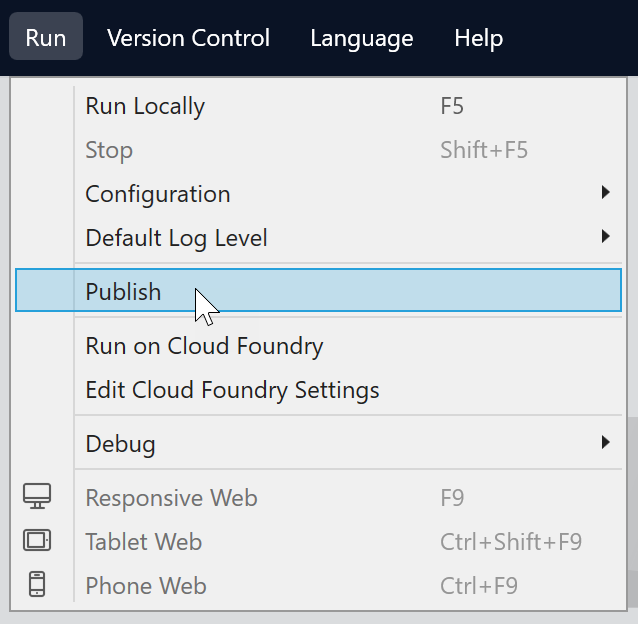 Run Version Control Language Help
Run Locally F5
Stop Shift+F5
Configuration
Default Log Level
Publish
Run on Cloud Foundry
Edit Cloud Foundry Settings
Debug
Responsive Web F9
Tablet Web Ctrl+Shift+F9
Phone Web Ctrl+F9